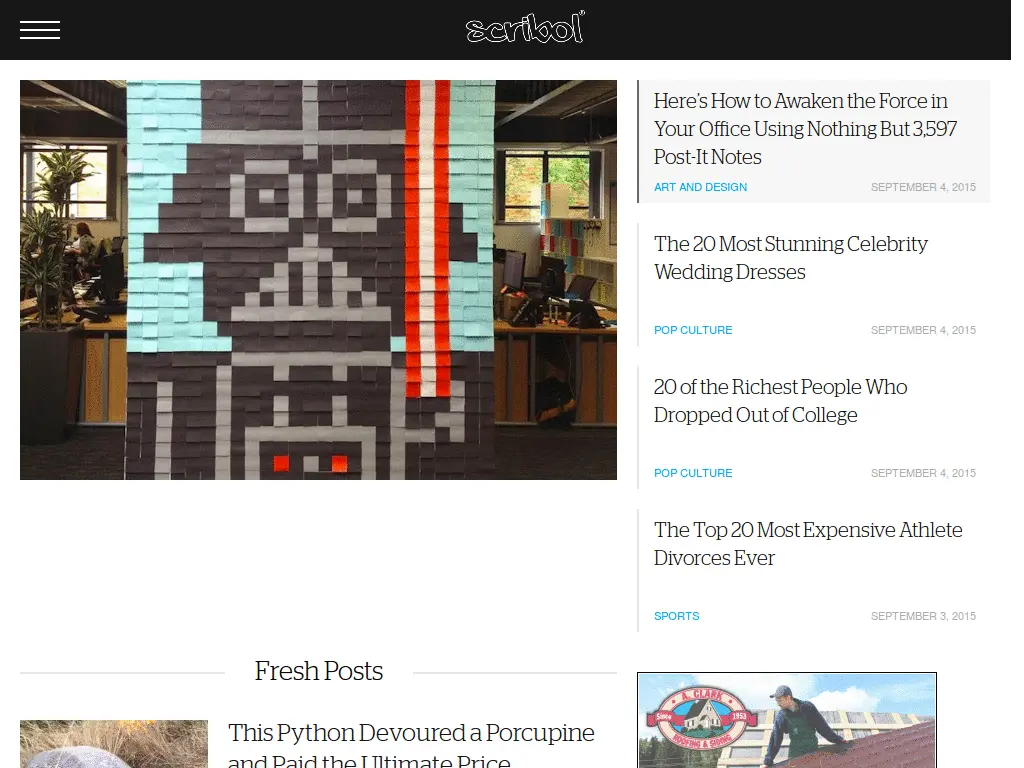 scribol
Here's How to Awaken the Force in
Your Office Using Nothing But 3,597
Post-It Notes
ART AND DESIGN SEPTEMBER 4, 2015
The 20 Most Stunning Celebrity
Wedding Dresses
POP CULTURE SEPTEMBER 4, 2015
20 of the Richest People Who
Dropped Out of College
POP CULTURE SEPTEMBER 4, 2015
The Top 20 Most Expensive Athlete
Divorces Ever
SPORTS SEPTEMBER 3, 2015
Fresh Posts
This Python Devoured a Porcupine
and Paid the Ultimate Price
A. CLARK
Since 1953
ROOFING & SIDING